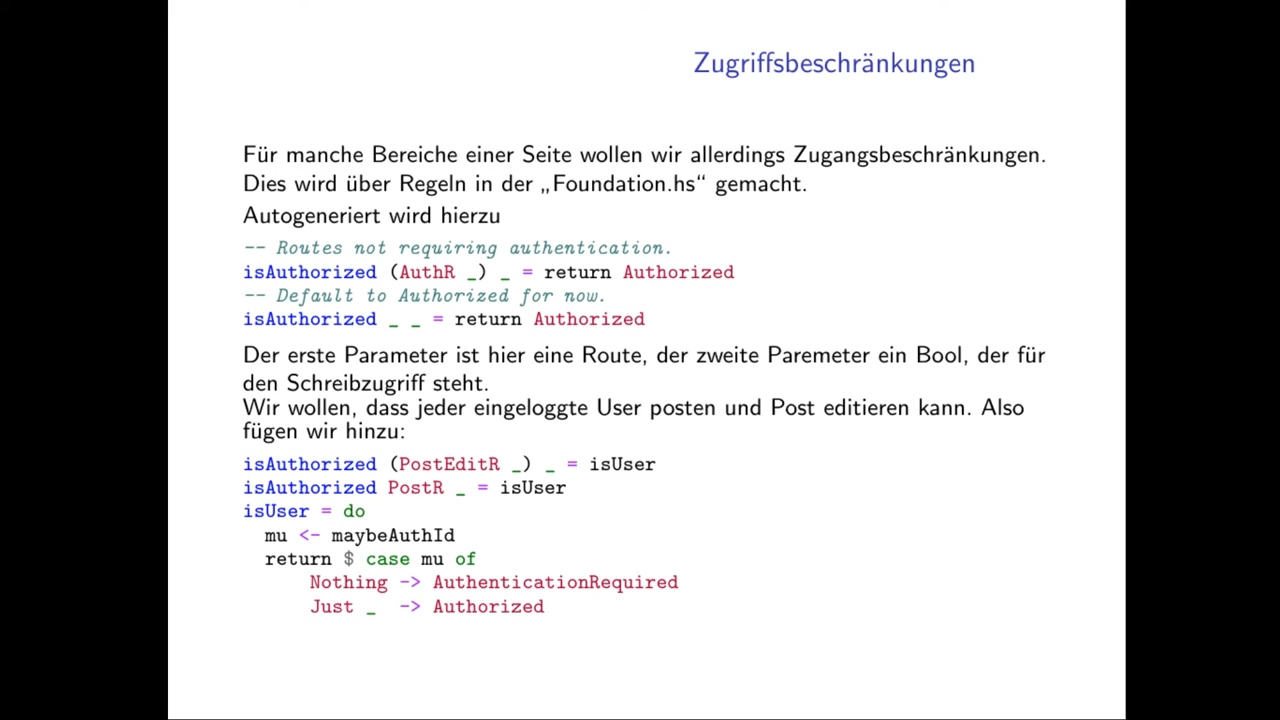 Zugriffsbeschränkungen
Für manche Bereiche einer Seite wollen wir allerdings Zugangsbeschränkungen.
Dies wird über Regeln in der „Foundation.hs“ gemacht.
Autogeneriert wird hierzu
-- Routes not requiring authentication.
isAuthorized (AuthR _) _ = return Authorized
-- Default to Authorized for now.
isAuthorized _ _ = return Authorized
Der erste Parameter ist hier eine Route, der zweite Paremeter ein Bool, der für
den Schreibzugriff steht.
Wir wollen, dass jeder eingeloggte User posten und Post editieren kann. Also
fügen wir hinzu:
isAuthorized (PostEditR _) _ = isUser
isAuthorized PostR _ = isUser
isUser = do
  mu <- maybeAuthId
  return $ case mu of
      Nothing -> AuthenticationRequired
      Just _  -> Authorized